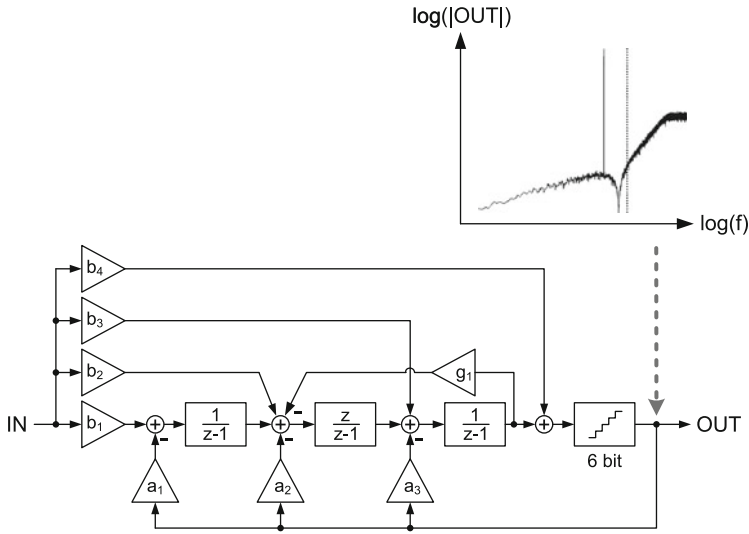 log(|OUT|)
log(f)
b4
b3
b2
g1
IN
b1
+
-
1
z-1
-
+
-
z
z-1
+
-
1
z-1
+
OUT
6 bit
a1
a2
a3